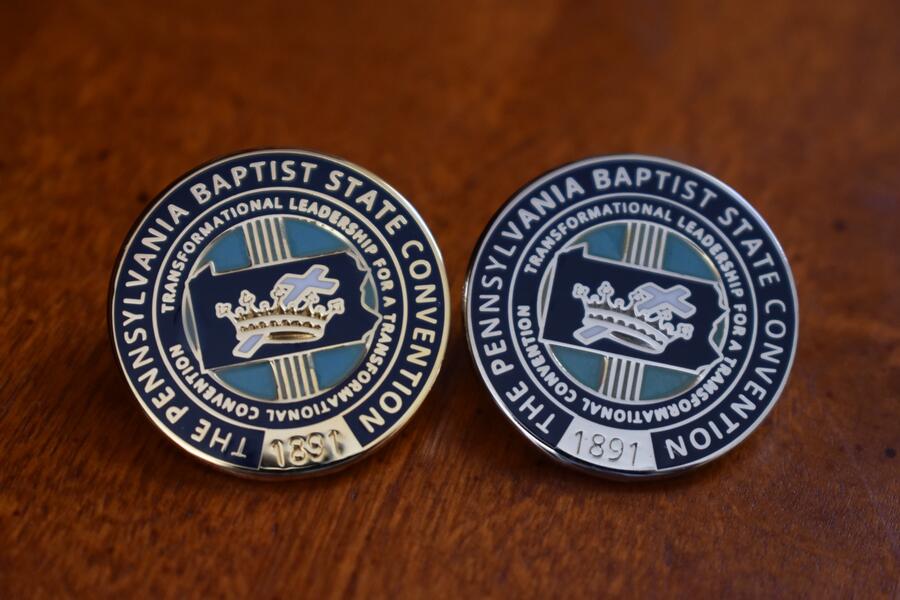 THE PENNSYLVANIA BAPTIST STATE CONVENTION
TRANSFORMATIONAL LEADERSHIP FOR A TRANSFORMATIONAL CONVENTION
1891
THE PENNSYLVANIA BAPTIST STATE CONVENTION
TRANSFORMATIONAL LEADERSHIP FOR A TRANSFORMATIONAL CONVENTION
1891